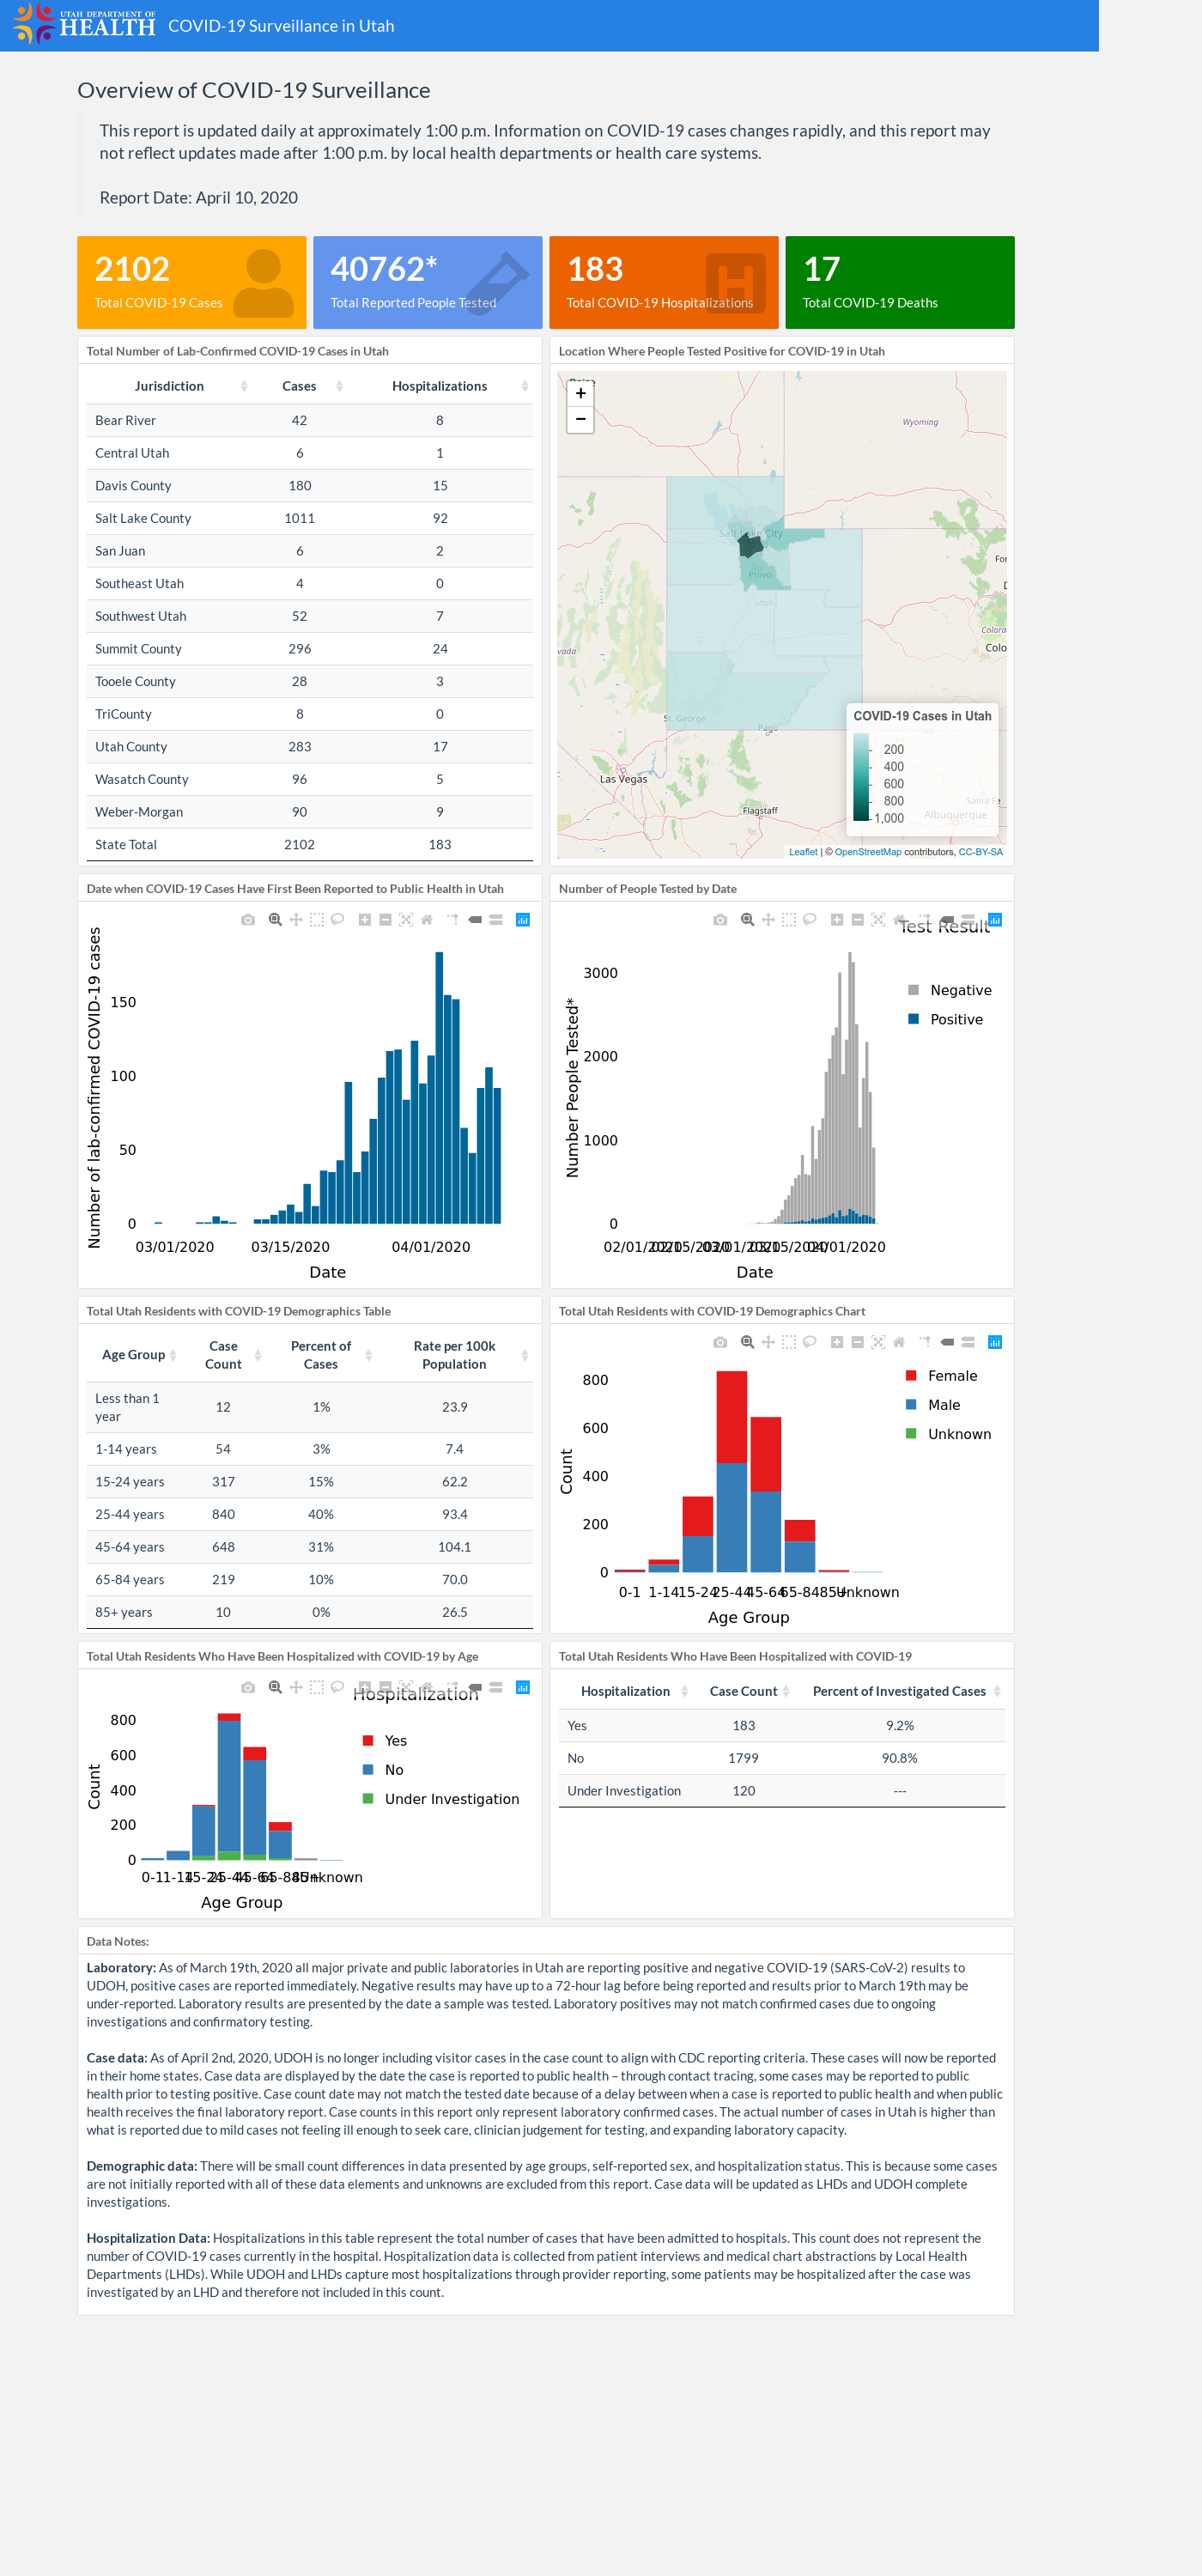 UTAH DEPARTMENT OF
HEALTH
COVID-19 Surveillance in Utah
Overview of COVID-19 Surveillance
This report is updated daily at approximately 1:00 p.m. Information on COVID-19 cases changes rapidly, and this report may
not reflect updates made after 1:00 p.m. by local health departments or health care systems.
Report Date: April 10, 2020
2102
Total COVID-19 Cases
40762*
Total Reported People Tested
183
Total COVID-19 Hospitalizations
H
17
Total COVID-19 Deaths
Total Number of Lab-Confirmed COVID-19 Cases in Utah
Jurisdiction Cases Hospitalizations
Bear River 42 8
Central Utah 6 1
Davis County 180 15
Salt Lake County 1011 92
San Juan 6 2
Southeast Utah 4 0
Southwest Utah 52 7
Summit County 296 24
Tooele County 28 3
TriCounty 8 0
Utah County 283 17
Wasatch County 96 5
Weber-Morgan 90 9
State Total 2102 183
Location Where People Tested Positive for COVID-19 in Utah
+
−
Wyoming
Salt Lake City
Provo
Utah
Colora
Colo
vada
St. George
Page
Las Vegas
Flagstaff
Santa Fe
Albuquerque
COVID-19 Cases in Utah
200
400
600
800
1,000
Leaflet | © OpenStreetMap contributors, CC-BY-SA
Date when COVID-19 Cases Have First Been Reported to Public Health in Utah
Number of lab-confirmed COVID-19 cases
150
100
50
0
03/01/2020 03/15/2020 04/01/2020
Date
Number of People Tested by Date
Test Result
Negative
Positive
Number People Tested*
3000
2000
1000
0
02/01/2020 02/15/2020 03/01/2020 03/15/2020 04/01/2020
Date
Total Utah Residents with COVID-19 Demographics Table
Age Group Case Count Percent of Cases Rate per 100k Population
Less than 1 year 12 1% 23.9
1-14 years 54 3% 7.4
15-24 years 317 15% 62.2
25-44 years 840 40% 93.4
45-64 years 648 31% 104.1
65-84 years 219 10% 70.0
85+ years 10 0% 26.5
Total Utah Residents with COVID-19 Demographics Chart
Female
Male
Unknown
Count
800
600
400
200
0
0-1 1-14 15-24 25-44 45-64 65-84 85+ Unknown
Age Group
Total Utah Residents Who Have Been Hospitalized with COVID-19 by Age
Hospitalization
Yes
No
Under Investigation
Count
800
600
400
200
0
0-1 1-14 15-24 25-44 45-64 65-84 85+ Unknown
Age Group
Total Utah Residents Who Have Been Hospitalized with COVID-19
Hospitalization Case Count Percent of Investigated Cases
Yes 183 9.2%
No 1799 90.8%
Under Investigation 120 ---
Data Notes:
Laboratory: As of March 19th, 2020 all major private and public laboratories in Utah are reporting positive and negative COVID-19 (SARS-CoV-2) results to
UDOH, positive cases are reported immediately. Negative results may have up to a 72-hour lag before being reported and results prior to March 19th may be
under-reported. Laboratory results are presented by the date a sample was tested. Laboratory positives may not match confirmed cases due to ongoing
investigations and confirmatory testing.
Case data: As of April 2nd, 2020, UDOH is no longer including visitor cases in the case count to align with CDC reporting criteria. These cases will now be reported
in their home states. Case data are displayed by the date the case is reported to public health – through contact tracing, some cases may be reported to public
health prior to testing positive. Case count date may not match the tested date because of a delay between when a case is reported to public health and when public
health receives the final laboratory report. Case counts in this report only represent laboratory confirmed cases. The actual number of cases in Utah is higher than
what is reported due to mild cases not feeling ill enough to seek care, clinician judgement for testing, and expanding laboratory capacity.
Demographic data: There will be small count differences in data presented by age groups, self-reported sex, and hospitalization status. This is because some cases
are not initially reported with all of these data elements and unknowns are excluded from this report. Case data will be updated as LHDs and UDOH complete
investigations.
Hospitalization Data: Hospitalizations in this table represent the total number of cases that have been admitted to hospitals. This count does not represent the
number of COVID-19 cases currently in the hospital. Hospitalization data is collected from patient interviews and medical chart abstractions by Local Health
Departments (LHDs). While UDOH and LHDs capture most hospitalizations through provider reporting, some patients may be hospitalized after the case was
investigated by an LHD and therefore not included in this count.